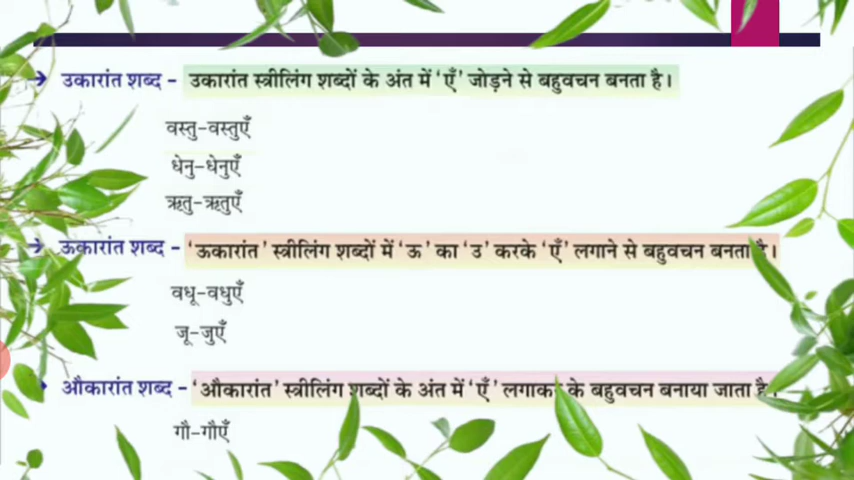 उकारांत शब्द - उकारांत स्त्रीलिंग शब्दों के अंत में ‘एँ’ जोड़ने से बहुवचन बनता है।
वस्तु-वस्तुएँ
धेनु-धेनुएँ
ऋतु-ऋतुएँ
ऊकारांत शब्द - ‘ऊकारांत’ स्त्रीलिंग शब्दों में ‘ऊ’ का ‘उ’ करके ‘एँ’ लगाने से बहुवचन बनता है।
वधू-वधुएँ
जू-जुएँ
औकारांत शब्द - ‘औकारांत’ स्त्रीलिंग शब्दों के अंत में ‘एँ’ लगाकर के बहुवचन बनाया जाता है।
गौ-गौएँ